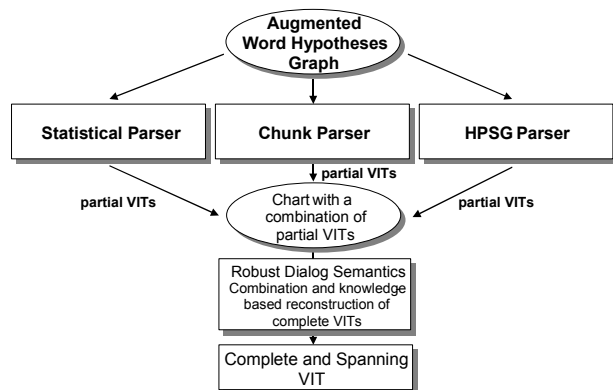 Augmented
Word Hypotheses
Graph
Statistical Parser
Chunk Parser
HPSG Parser
partial VITs
partial VITs
partial VITs
Chart with a
combination of
partial VITs
Robust Dialog Semantics
Combination and knowledge-
based reconstruction of
complete VITs
Complete and Spanning
VIT